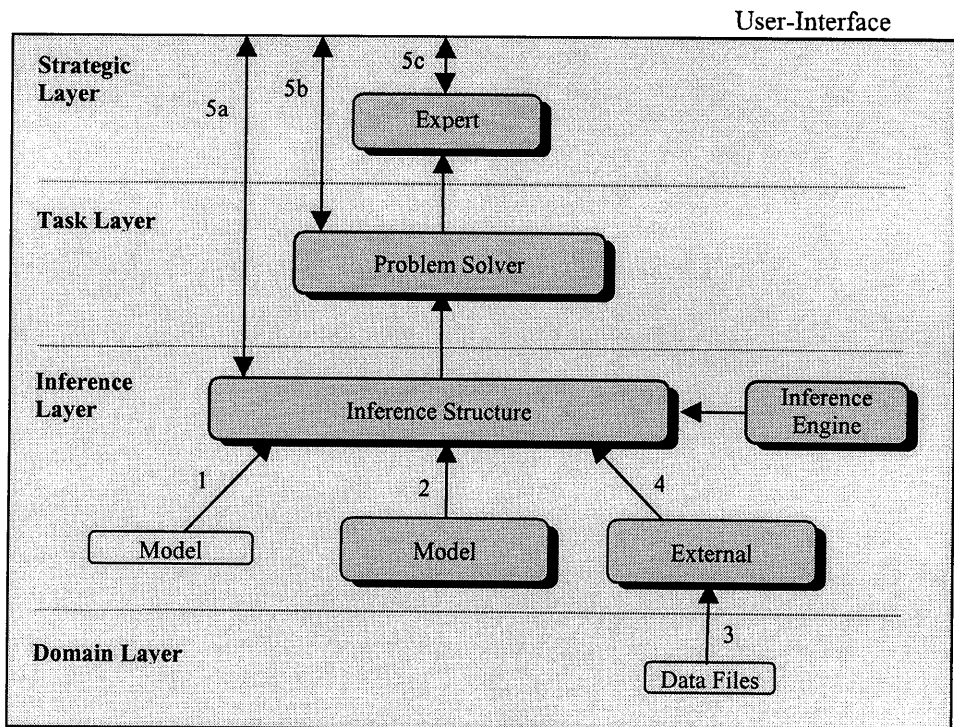 User-Interface
Strategic
Layer
5a
5b
5c
Expert
Task Layer
Problem Solver
Inference
Layer
Inference Structure
Inference
Engine
1
2
4
Model
Model
External
Domain Layer
3
Data Files